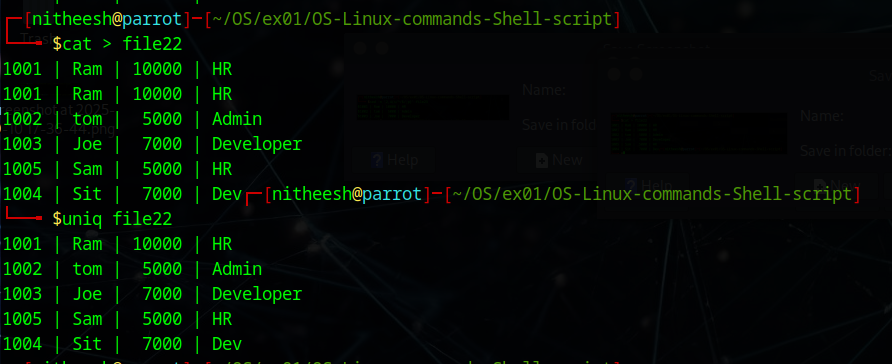 ┌─[nitheesh@parrot]─[~/OS/ex01/OS-Linux-commands-Shell-script]
└──╼ $cat > file22
1001 | Ram | 10000 | HR
1001 | Ram | 10000 | HR
1002 | tom |  5000 | Admin
1003 | Joe |  7000 | Developer
1005 | Sam |  5000 | HR
1004 | Sit |  7000 | Dev┌─[nitheesh@parrot]─[~/OS/ex01/OS-Linux-commands-Shell-script]
└──╼ $uniq file22
1001 | Ram | 10000 | HR
1002 | tom |  5000 | Admin
1003 | Joe |  7000 | Developer
1005 | Sam |  5000 | HR
1004 | Sit |  7000 | Dev
Name:
Save in fold
Help
New
Name:
Save in folder: